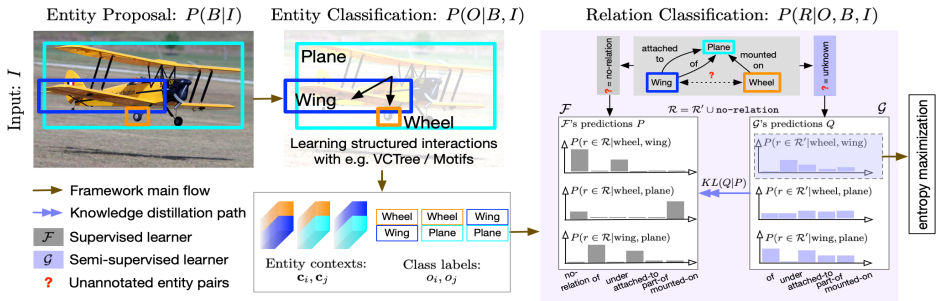 Entity Proposal: P(B|I)
Input: I
Framework main flow
Knowledge distillation path
F Supervised learner
G Semi-supervised learner
? Unannotated entity pairs
Entity Classification: P(O|B, I)
Plane
Wing
Wheel
Learning structured interactions
with e.g. VCTree / Motifs
Wheel Wheel Wing
Wing Plane Plane
Entity contexts: Class labels:
c_i, c_j o_i, o_j
Relation Classification: P(R|O, B, I)
? = no-relation
attached
to
Plane
of
?
mounted
on
Wing
Wheel
? = unknown
R = R′ ∪ no-relation
F
G
F's predictions P
P(r ∈ R|wheel, wing)
P(r ∈ R|wheel, plane)
P(r ∈ R|wing, plane)
no-relation
of
under
attached-to
part-of
mounted-on
KL(Q|P)
G's predictions Q
P(r ∈ R′|wheel, wing)
P(r ∈ R′|wheel, plane)
P(r ∈ R′|wing, plane)
of
under
attached-to
part-of
mounted-on
entropy maximization